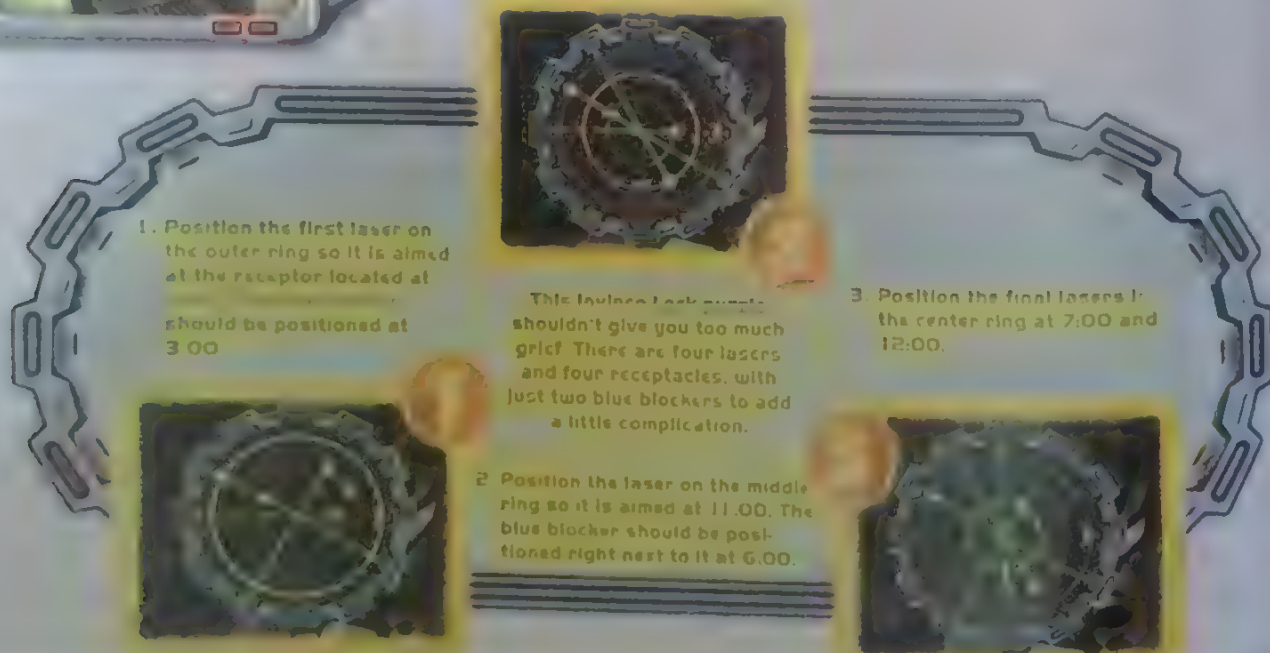 1. Position the first laser on
the outer ring so it is aimed
at the receptor located at
should be positioned at
3:00
This
shouldn't give you too much
grief. There are four lasers
and four receptacles, with
just two blue blockers to add
a little complication.
2 Position the laser on the middle
ring so it is aimed at 11:00. The
blue blocker should be posi-
tioned right next to it at 6:00.
3. Position the final lasers
the center ring at 7:00 and
12:00.